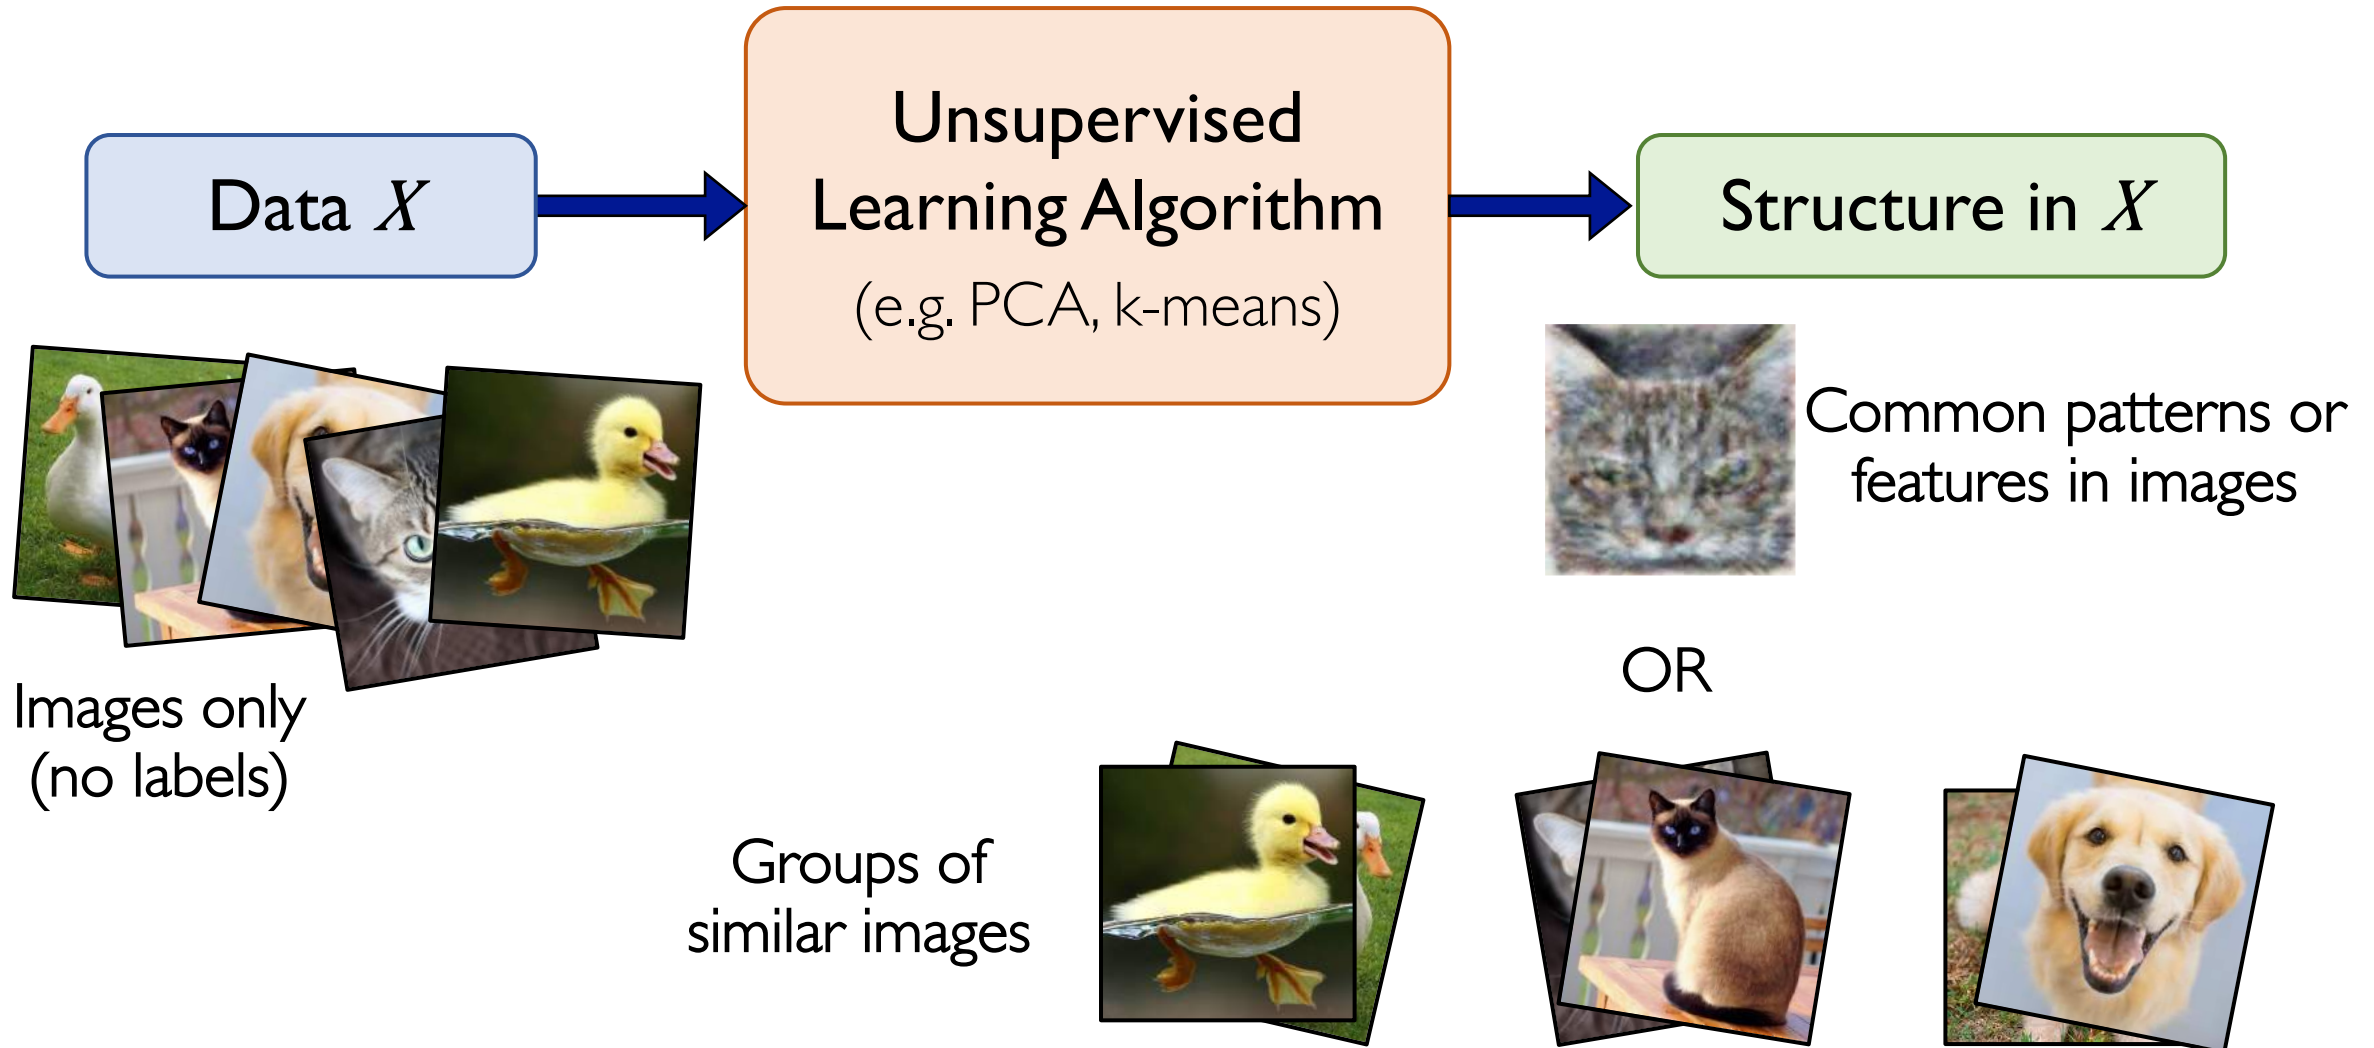 Data X
Unsupervised
Learning Algorithm
(e.g. PCA, k-means)
Structure in X
Images only
(no labels)
Common patterns or
features in images
OR
Groups of
similar images